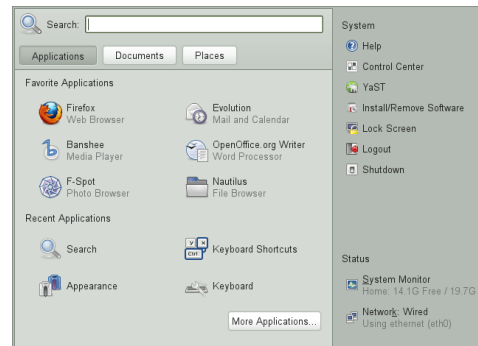 Search:
Applications
Documents
Places
Favorite Applications
Firefox
Web Browser
Evolution
Mail and Calendar
Banshee
Media Player
OpenOffice.org Writer
Word Processor
F-Spot
Photo Browser
Nautilus
File Browser
Recent Applications
Search
Keyboard Shortcuts
Appearance
Keyboard
More Applications...
System
Help
Control Center
YaST
Install/Remove Software
Lock Screen
Logout
Shutdown
Status
System Monitor
Home: 14.1G Free / 19.7G
Network: Wired
Using ethernet (eth0)